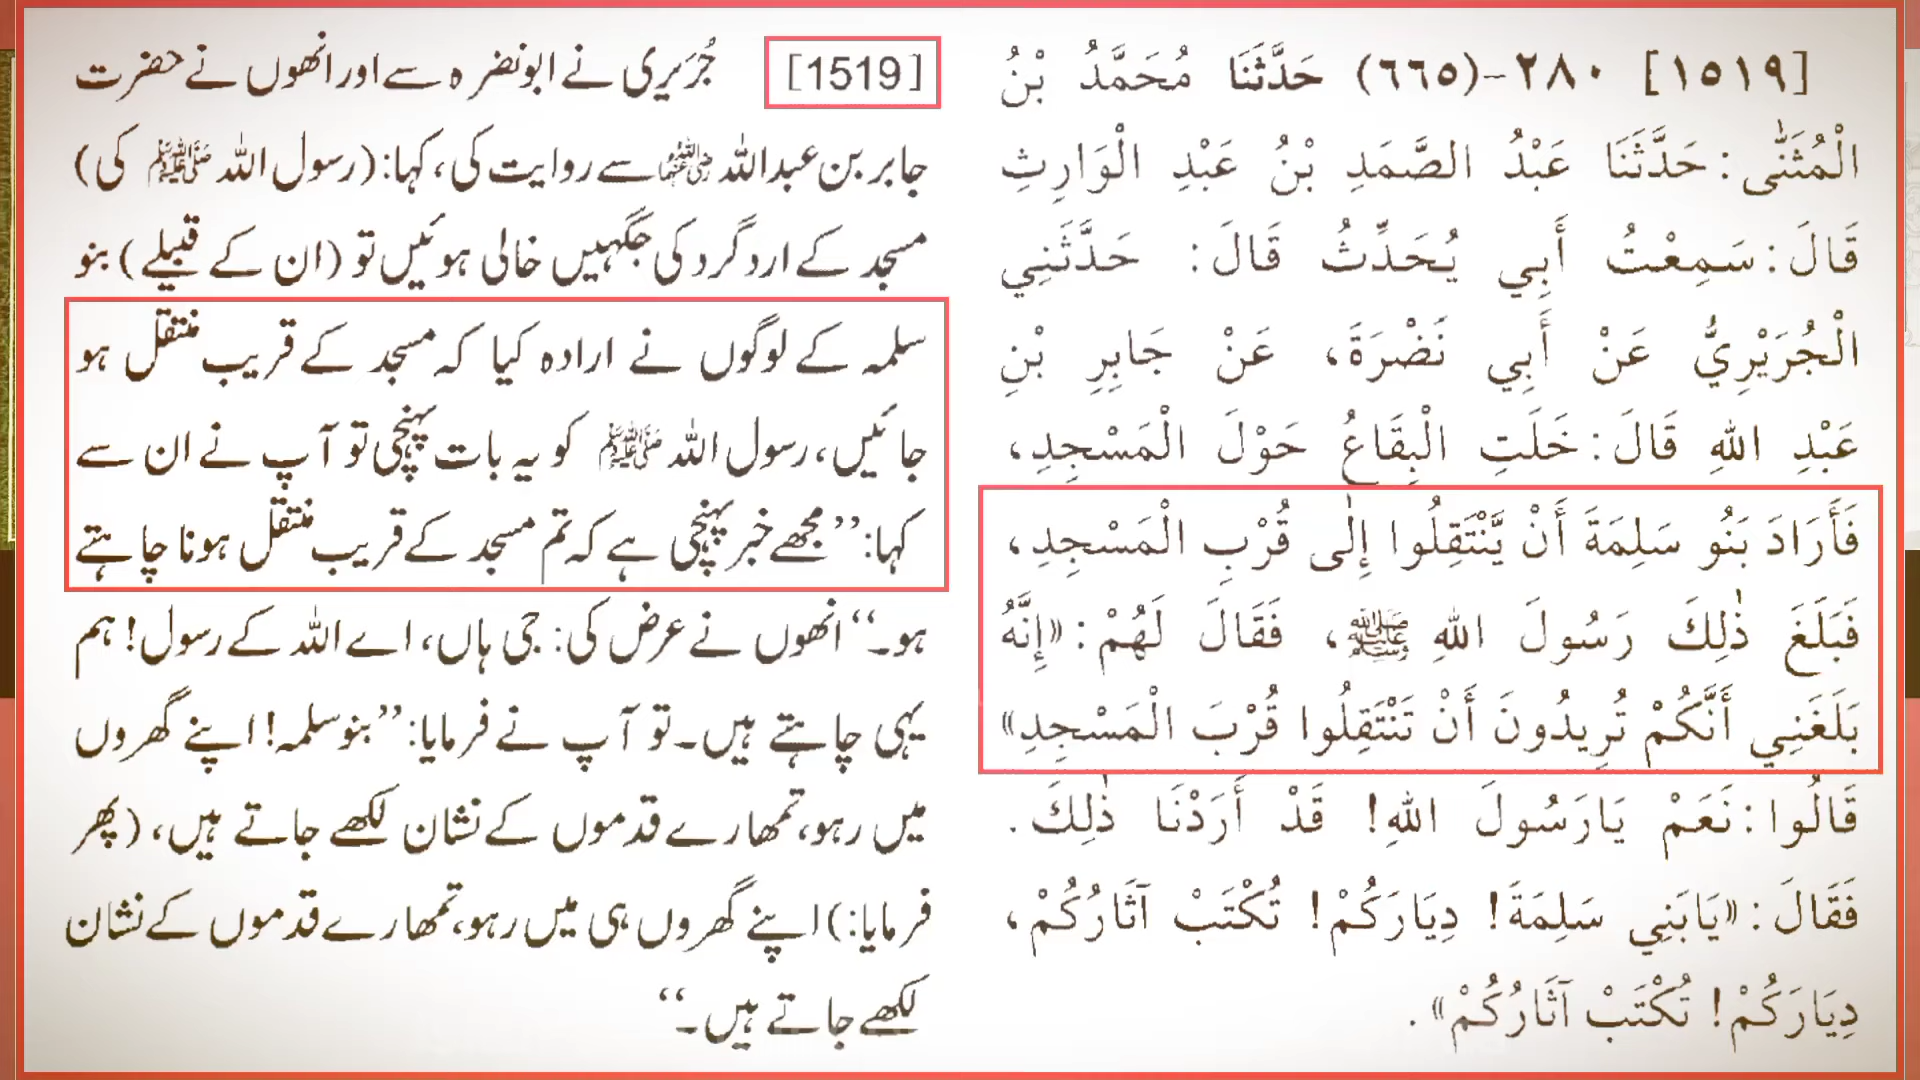 [١٥١٩] ٢٨٠-(٦٦٥) حَدَّثَنَا مُحَمَّدُ بْنُ
الْمُثَنّٰى: حَدَّثَنَا عَبْدُ الصَّمَدِ بْنُ عَبْدِ الْوَارِثِ
قَالَ: سَمِعْتُ أَبِي يُحَدِّثُ قَالَ: حَدَّثَنِي
الْجُرَيْرِيُّ عَنْ أَبِي نَضْرَةَ، عَنْ جَابِرِ بْنِ
عَبْدِ اللهِ قَالَ: خَلَتِ الْبِقَاعُ حَوْلَ الْمَسْجِدِ،
فَأَرَادَ بَنُو سَلِمَةَ أَنْ يَّنْتَقِلُوا إِلٰى قُرْبِ الْمَسْجِدِ،
فَبَلَغَ ذٰلِكَ رَسُولَ اللهِ ﷺ، فَقَالَ لَهُمْ: «إِنَّهُ
بَلَغَنِي أَنَّكُمْ تُرِيدُونَ أَنْ تَنْتَقِلُوا قُرْبَ الْمَسْجِدِ»
قَالُوا: نَعَمْ يَارَسُولَ اللهِ! قَدْ أَرَدْنَا ذٰلِكَ.
فَقَالَ: «يَابَنِي سَلِمَةَ! دِيَارَكُمْ! تُكْتَبْ آثَارُكُمْ،
دِيَارَكُمْ! تُكْتَبْ آثَارُكُمْ».
[1519] جُرَیری نے ابونضرہ سے اور انھوں نے حضرت
جابر بن عبداللہ رضی اللہ عنہما سے روایت کی، کہا: (رسول اللہ ﷺ کی)
مسجد کے اردگرد کی جگہیں خالی ہوئیں تو (ان کے قبیلے) بنو
سلمہ کے لوگوں نے ارادہ کیا کہ مسجد کے قریب منتقل ہو
جائیں، رسول اللہ ﷺ کو یہ بات پہنچی تو آپ نے ان سے
کہا: ’’مجھے خبر پہنچی ہے کہ تم مسجد کے قریب منتقل ہونا چاہتے
ہو۔‘‘ انھوں نے عرض کی: جی ہاں، اے اللہ کے رسول! ہم
یہی چاہتے ہیں۔ تو آپ نے فرمایا: ’’بنو سلمہ! اپنے گھروں
میں رہو، تمھارے قدموں کے نشان لکھے جاتے ہیں، (پھر
فرمایا:) اپنے گھروں ہی میں رہو، تمھارے قدموں کے نشان
لکھے جاتے ہیں۔‘‘